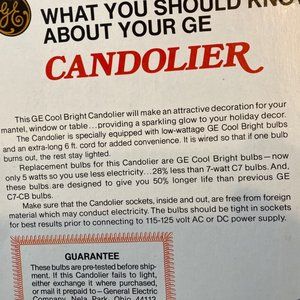 WHAT YOU SHOULD KNOW
ABOUT YOUR GE
CANDOLIER
This GE Cool Bright Candolier will make an attractive decoration for your
mantel, window or table...providing a sparkling glow to your holiday decor.
The Candolier is specially equipped with low-wattage GE Cool Bright bulbs
and an extra-long 6 ft. cord for added convenience. It is wired so that if one bulb
burns out, the rest stay lighted.
Replacement bulbs for this Candolier are GE Cool Bright bulbs—now
only 5 watts so you use less electricity...28% less than 7-watt C7 bulbs. And,
these bulbs are designed to give you 50% longer life than previous GE
C7-CB bulbs.
Make sure that the Candolier sockets, inside and out, are free from foreign
material which may conduct electricity. The bulbs should be tight in sockets
for best results prior to connecting to 115-125 volt AC or DC power supply.
GUARANTEE
These bulbs are pre-tested before ship-
ment. If this Candolier fails to light,
either exchange it where purchased,
or mail it prepaid to – General Electric
Company, Nela Park, Ohio 44112